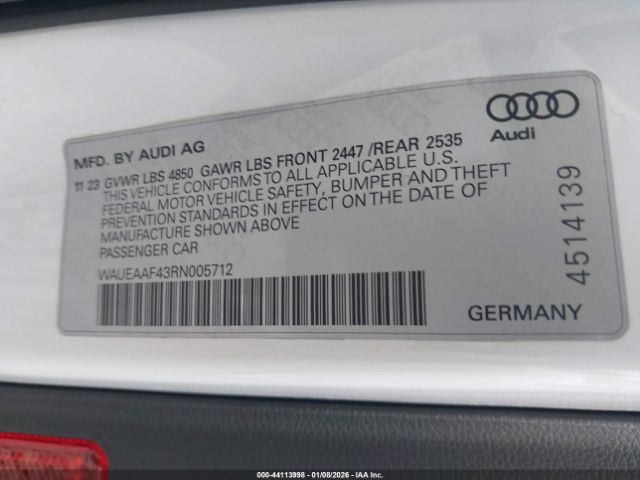 MFD. BY AUDI AG
Audi
11 23 GVWR LBS 4850 GAWR LBS FRONT 2447 /REAR 2535
THIS VEHICLE CONFORMS TO ALL APPLICABLE U.S.
FEDERAL MOTOR VEHICLE SAFETY, BUMPER AND THEFT
PREVENTION STANDARDS IN EFFECT ON THE DATE OF
MANUFACTURE SHOWN ABOVE
PASSENGER CAR
WAUEAAF43RN005712
4514139
GERMANY
000-44113998 - 01/08/2026 - IAA Inc.